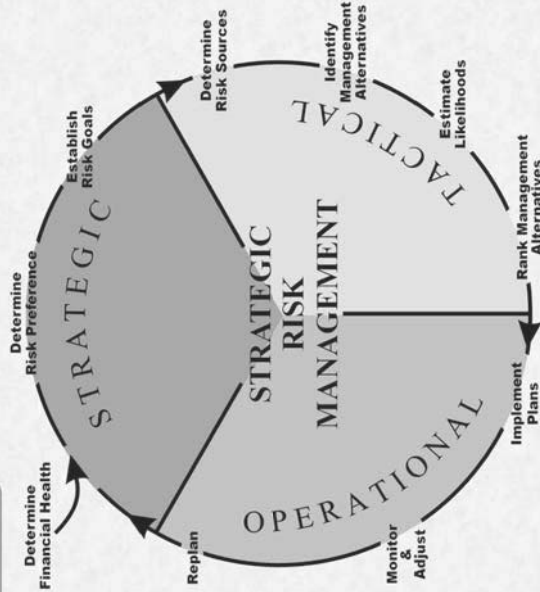 Determine
Financial Health
Determine
Risk Preference
Establish
Risk Goals
STRATEGIC
Determine
Risk Sources
Identify
Management
Alternatives
Estimate
Likelihoods
Rank Management
Alternatives
TACTICAL
STRATEGIC
RISK
MANAGEMENT
Implement
Plans
Monitor
&
Adjust
Replan
OPERATIONAL